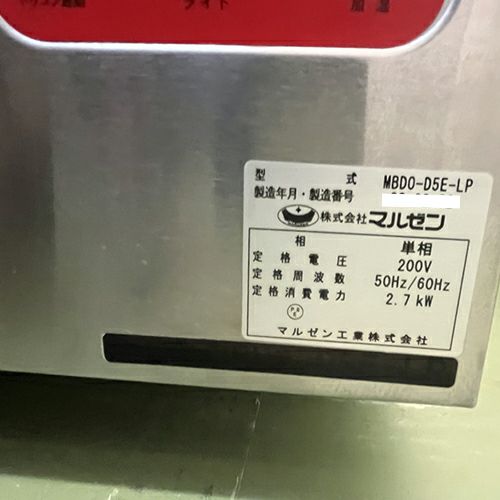 ライト
型式 MBDO-D5E-LP
製造年月・製造番号
株式会社マルゼン
相 単相
定格電圧 200V
定格周波数 50Hz/60Hz
定格消費電力 2.7kW
マルゼン工業株式会社